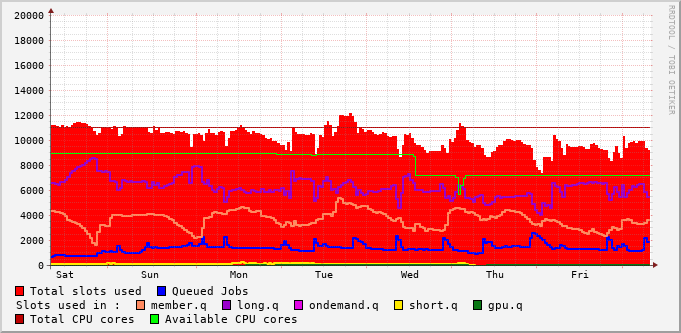 20000
18000
16000
14000
12000
10000
8000
6000
4000
2000
0
Sat Sun Mon Tue Wed Thu Fri
RRDTOOL / TOBI OETIKER
Total slots used Queued Jobs
Slots used in : member.q long.q ondemand.q short.q gpu.q
Total CPU cores Available CPU cores